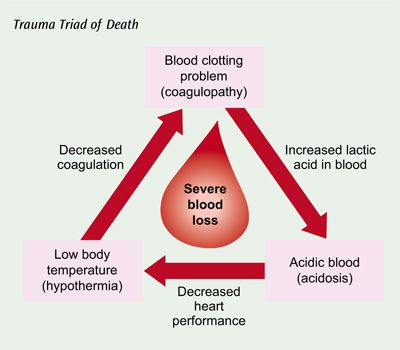 Trauma Triad of Death
Blood clotting
problem
(coagulopathy)
Decreased
coagulation
Increased lactic
acid in blood
Severe
blood
loss
Low body
temperature
(hypothermia)
Acidic blood
(acidosis)
Decreased
heart
performance